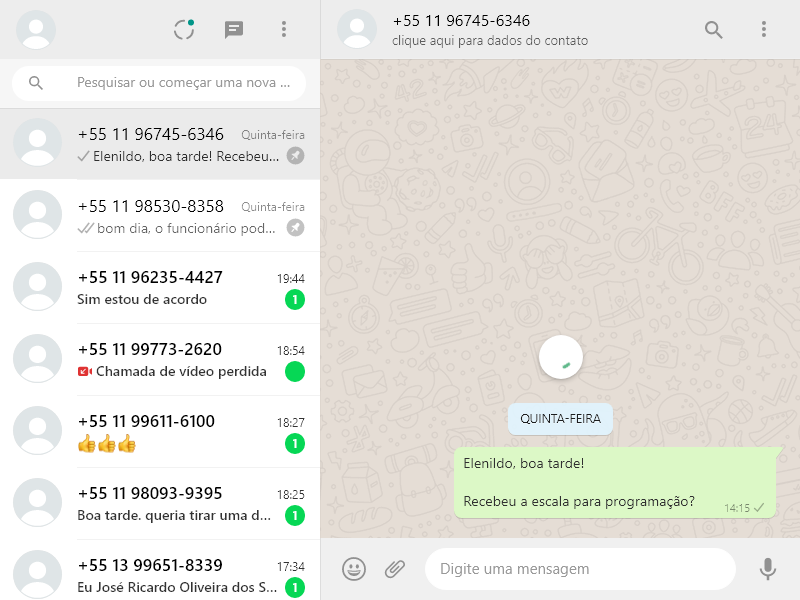 +55 11 96745-6346
clique aqui para dados do contato
Pesquisar ou começar uma nova ...
+55 11 96745-6346 Quinta-feira
Elenildo, boa tarde! Recebeu...
+55 11 98530-8358 Quinta-feira
bom dia, o funcionário pod...
+55 11 96235-4427 19:44
Sim estou de acordo 1
+55 11 99773-2620 18:54
Chamada de vídeo perdida
+55 11 99611-6100 18:27
👍👍👍 1
+55 11 98093-9395 18:25
Boa tarde. queria tirar uma d... 1
+55 13 99651-8339 17:34
Eu José Ricardo Oliveira dos S... 1
QUINTA-FEIRA
Elenildo, boa tarde!
Recebeu a escala para programação?
14:15
Digite uma mensagem